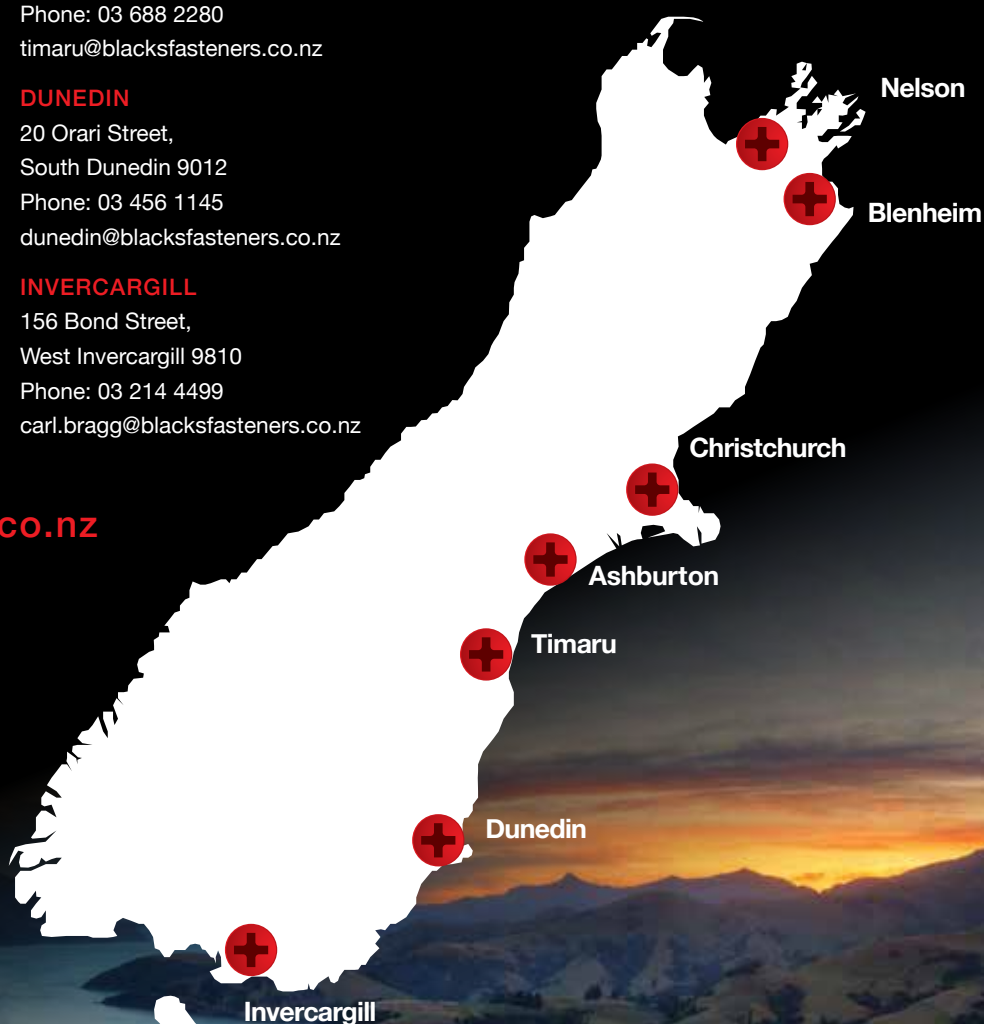 Phone: 03 688 2280
timaru@blacksfasteners.co.nz
DUNEDIN
20 Orari Street,
South Dunedin 9012
Phone: 03 456 1145
dunedin@blacksfasteners.co.nz
INVERCARGILL
156 Bond Street,
West Invercargill 9810
Phone: 03 214 4499
carl.bragg@blacksfasteners.co.nz
co.nz
Nelson
Blenheim
Christchurch
Ashburton
Timaru
Dunedin
Invercargill